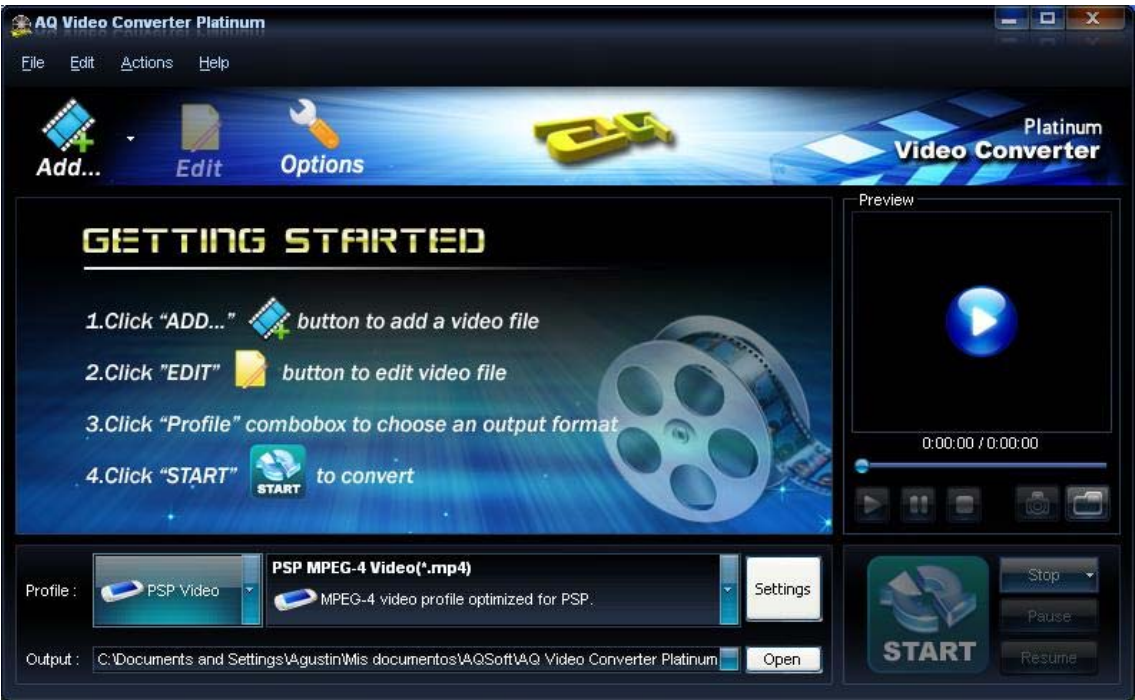 AQ Video Converter Platinum
File Edit Actions Help
Add... Edit Options
Platinum
Video Converter
GETTING STARTED
1.Click “ADD...” button to add a video file
2.Click "EDIT" button to edit video file
3.Click “Profile” combobox to choose an output format
4.Click “START” START to convert
Preview
0:00:00 / 0:00:00
Profile :
PSP Video
PSP MPEG-4 Video(*.mp4)
MPEG-4 video profile optimized for PSP.
Settings
Output :
C:\Documents and Settings\Agustin\Mis documentos\AQSoft\AQ Video Converter Platinum
Open
START
Stop
Pause
Resume